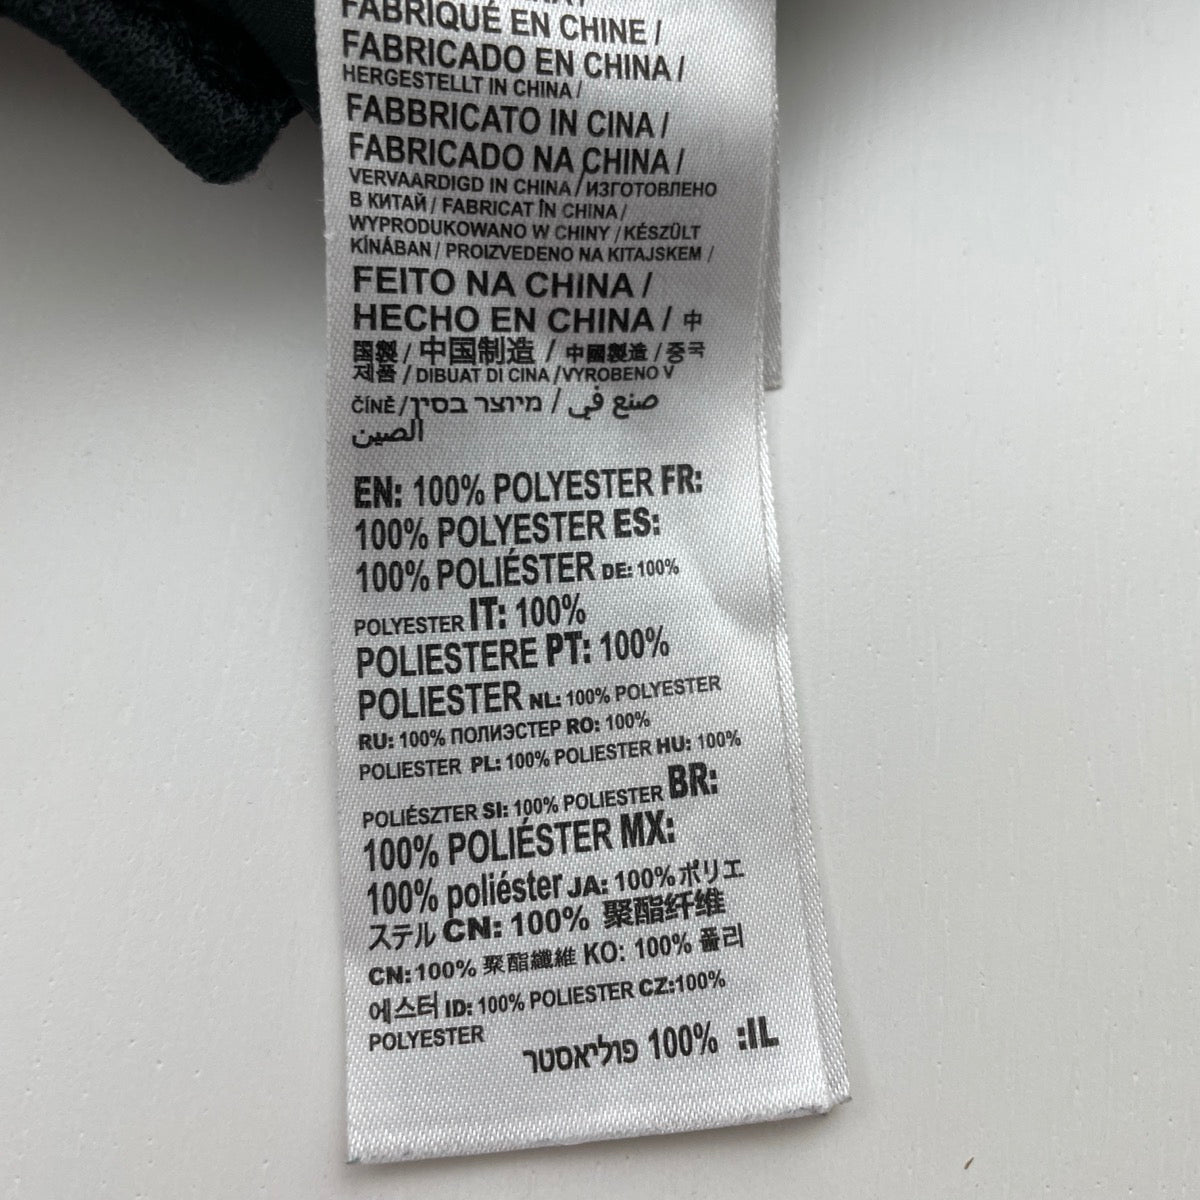 FABRIQUÉ EN CHINE /
FABRICADO EN CHINA /
HERGESTELLT IN CHINA /
FABBRICATO IN CINA /
FABRICADO NA CHINA /
VERVAARDIGD IN CHINA / ИЗГОТОВЛЕНО
В КИТАЙ / FABRICAT ÎN CHINA /
WYPRODUKOWANO W CHINY / KÉSZÜLT
KÍNÁBAN / PROIZVEDENO NA KITAJSKEM /
FEITO NA CHINA /
HECHO EN CHINA / 中
国製 / 中国制造 / 中國製造 / 중국
제품 / DIBUAT DI CINA / VYROBENO V
ČÍNĚ / מיוצר בסין / صنع في
الصين
EN: 100% POLYESTER FR:
100% POLYESTER ES:
100% POLIÉSTER DE: 100%
POLYESTER IT: 100%
POLIESTERE PT: 100%
POLIESTER NL: 100% POLYESTER
RU: 100% ПОЛИЭСТЕР RO: 100%
POLIESTER PL: 100% POLIESTER HU: 100%
POLIÉSZTER SI: 100% POLIESTER BR:
100% POLIÉSTER MX:
100% poliéster JA: 100% ポリエ
ステル CN: 100% 聚酯纤维
CN: 100% 聚酯纖維 KO: 100% 폴리
에스터 ID: 100% POLIESTER CZ:100%
POLYESTER
IL: 100% פוליאסטר